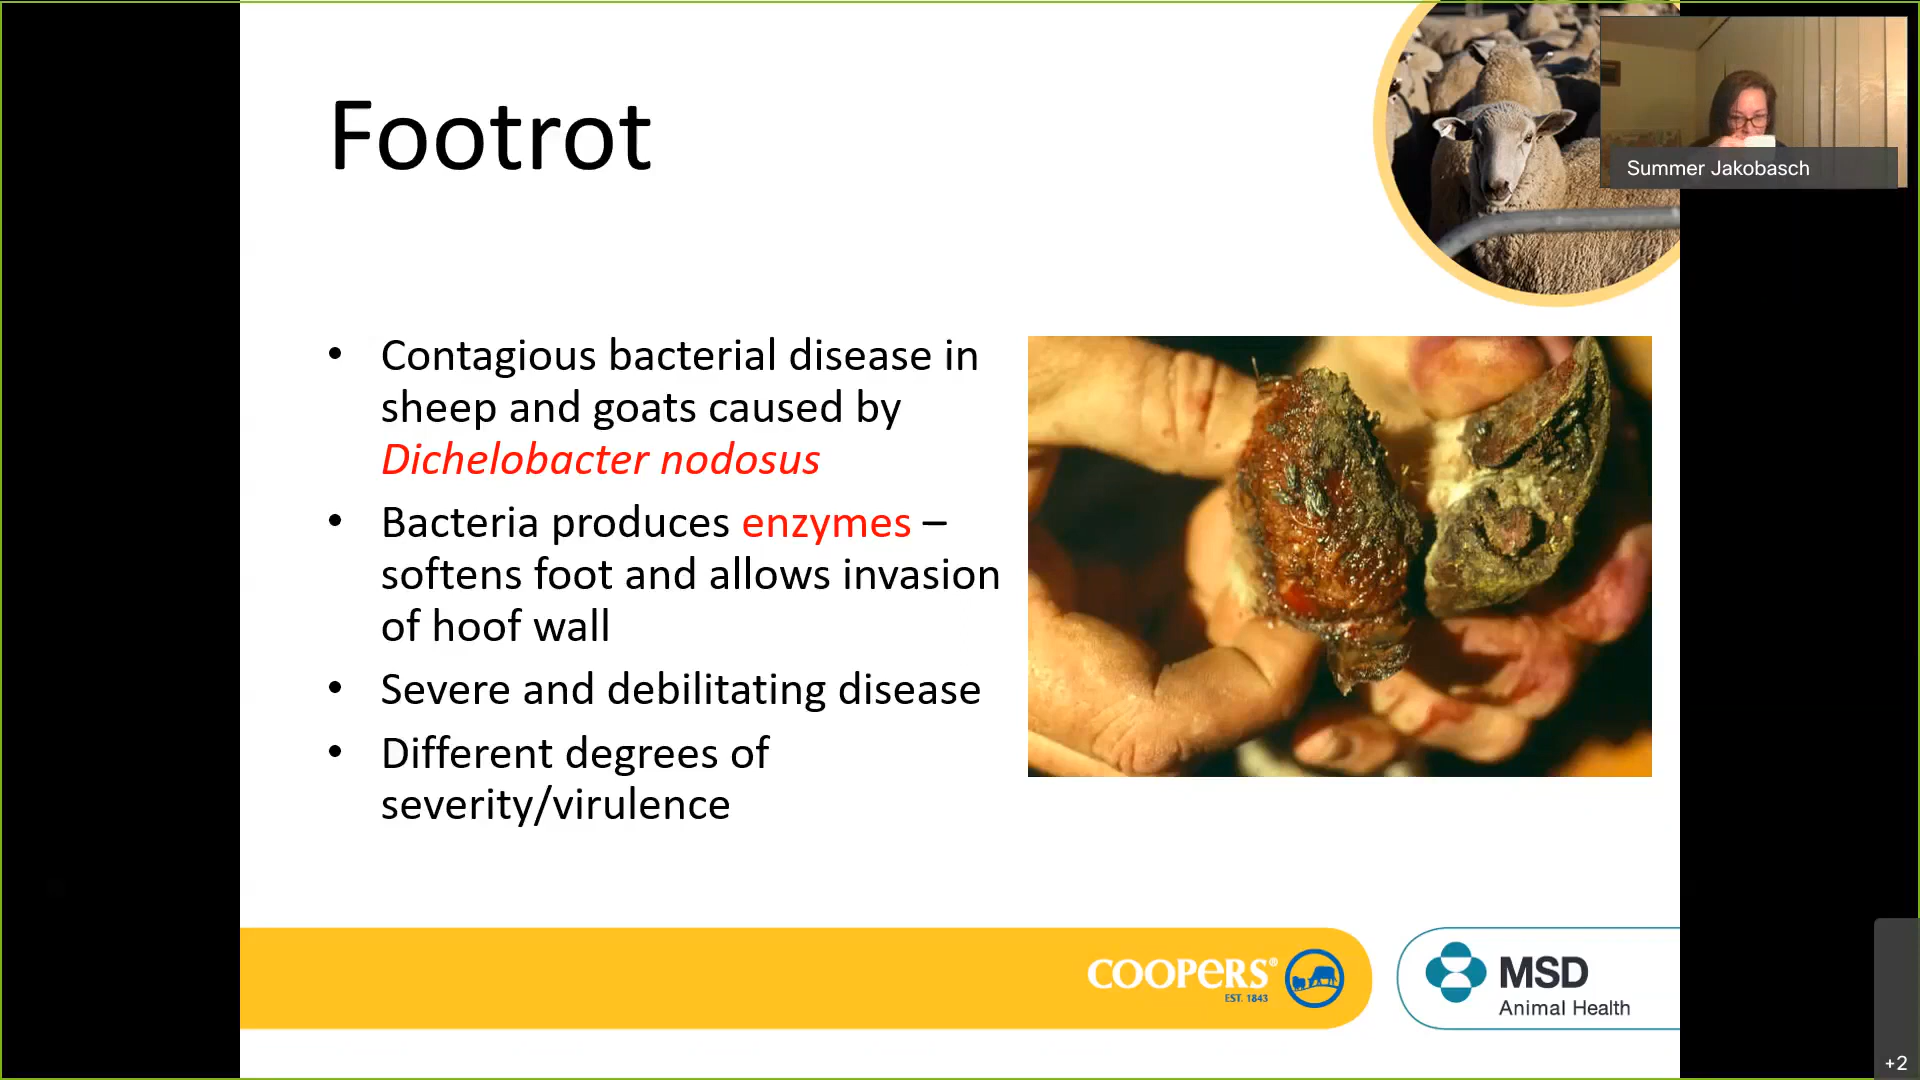 Footrot
Summer Jakobasch
• Contagious bacterial disease in
sheep and goats caused by
Dichelobacter nodosus
• Bacteria produces enzymes –
softens foot and allows invasion
of hoof wall
• Severe and debilitating disease
• Different degrees of
severity/virulence
COOPERS®
EST. 1843
MSD
Animal Health
+2